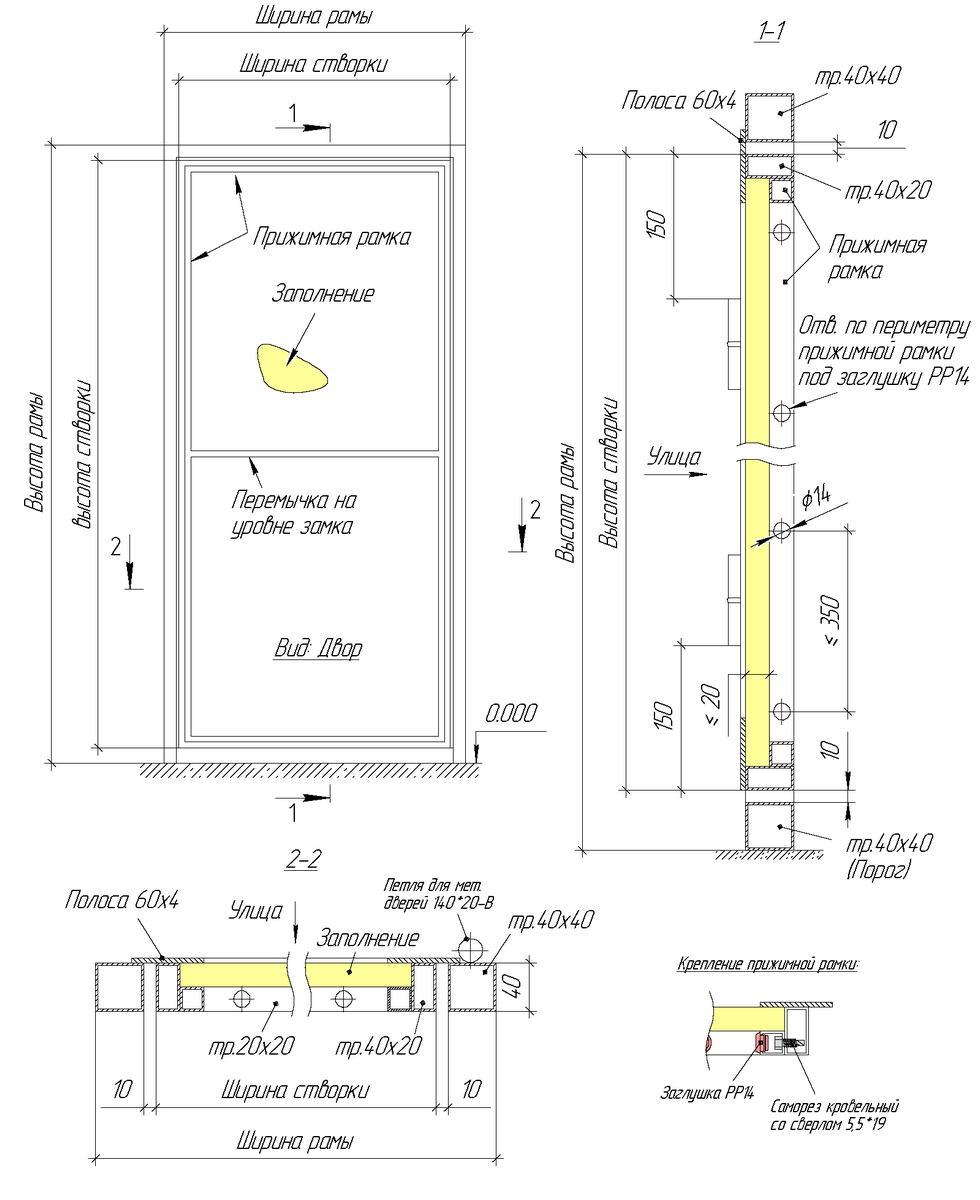 Ширина рамы
Ширина створки
1
Прижимная рамка
Заполнение
Высота рамы
высота створки
Перемычка на
уровне замка
2
2
Вид: Двор
0.000
1
1-1
тр.40х40
Полоса 60х4
10
тр.40х20
150
Прижимная
рамка
Отв. по периметру
прижимной рамки
под заглушку РР14
Улица
Высота рамы
Высота створки
ϕ14
≤ 350
≤ 20
150
10
тр.40х40
(Порог)
2-2
Полоса 60х4
Улица
Петля для мет.
дверей 140*20-В
тр.40х40
Заполнение
40
тр.20х20
тр.40х20
10
Ширина створки
10
Ширина рамы
Крепление прижимной рамки:
Заглушка РР14
Саморез кровельный
со сверлом 5,5*19